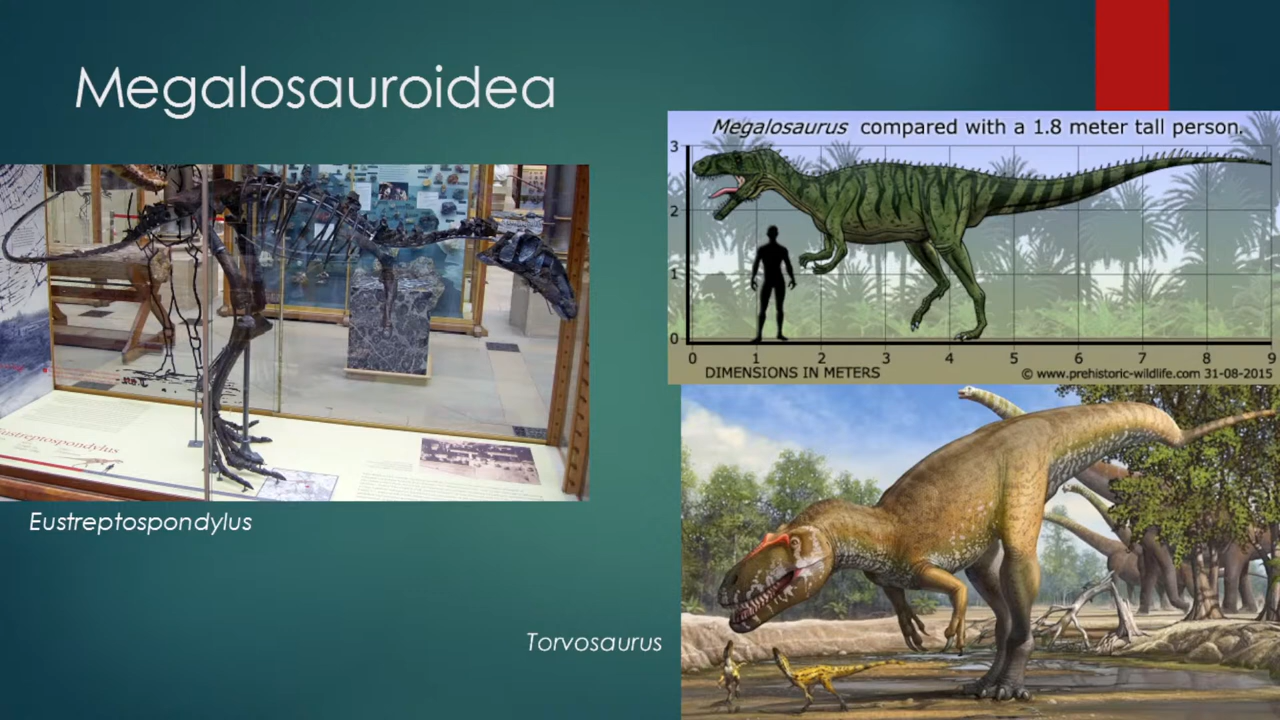 Megalosauroidea
Megalosaurus compared with a 1.8 meter tall person.
3
2
1
0
0 1 2 3 4 5 6 7 8 9
DIMENSIONS IN METERS
© www.prehistoric-wildlife.com 31-08-2015
Eustreptospondylus
Eustreptospondylus
Torvosaurus